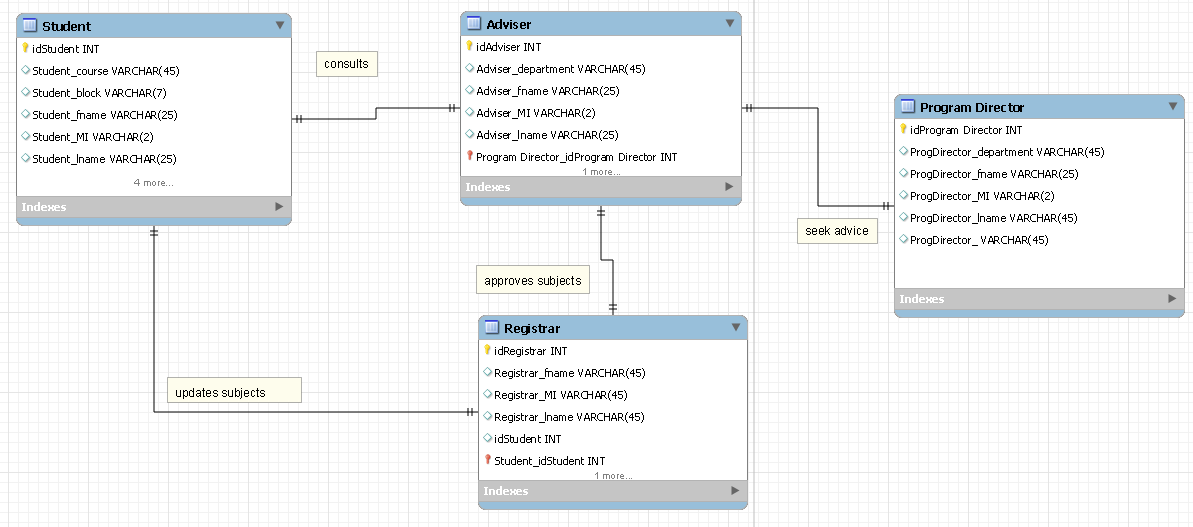 Student
idStudent INT
Student_course VARCHAR(45)
Student_block VARCHAR(7)
Student_fname VARCHAR(25)
Student_MI VARCHAR(2)
Student_lname VARCHAR(25)
4 more...
Indexes
consults
Adviser
idAdviser INT
Adviser_department VARCHAR(45)
Adviser_fname VARCHAR(25)
Adviser_MI VARCHAR(2)
Adviser_lname VARCHAR(25)
Program Director_idProgram Director INT
1 more...
Indexes
Program Director
idProgram Director INT
ProgDirector_department VARCHAR(45)
ProgDirector_fname VARCHAR(25)
ProgDirector_MI VARCHAR(2)
ProgDirector_lname VARCHAR(45)
ProgDirector_ VARCHAR(45)
Indexes
seek advice
approves subjects
updates subjects
Registrar
idRegistrar INT
Registrar_fname VARCHAR(45)
Registrar_MI VARCHAR(45)
Registrar_lname VARCHAR(45)
idStudent INT
Student_idStudent INT
1 more...
Indexes